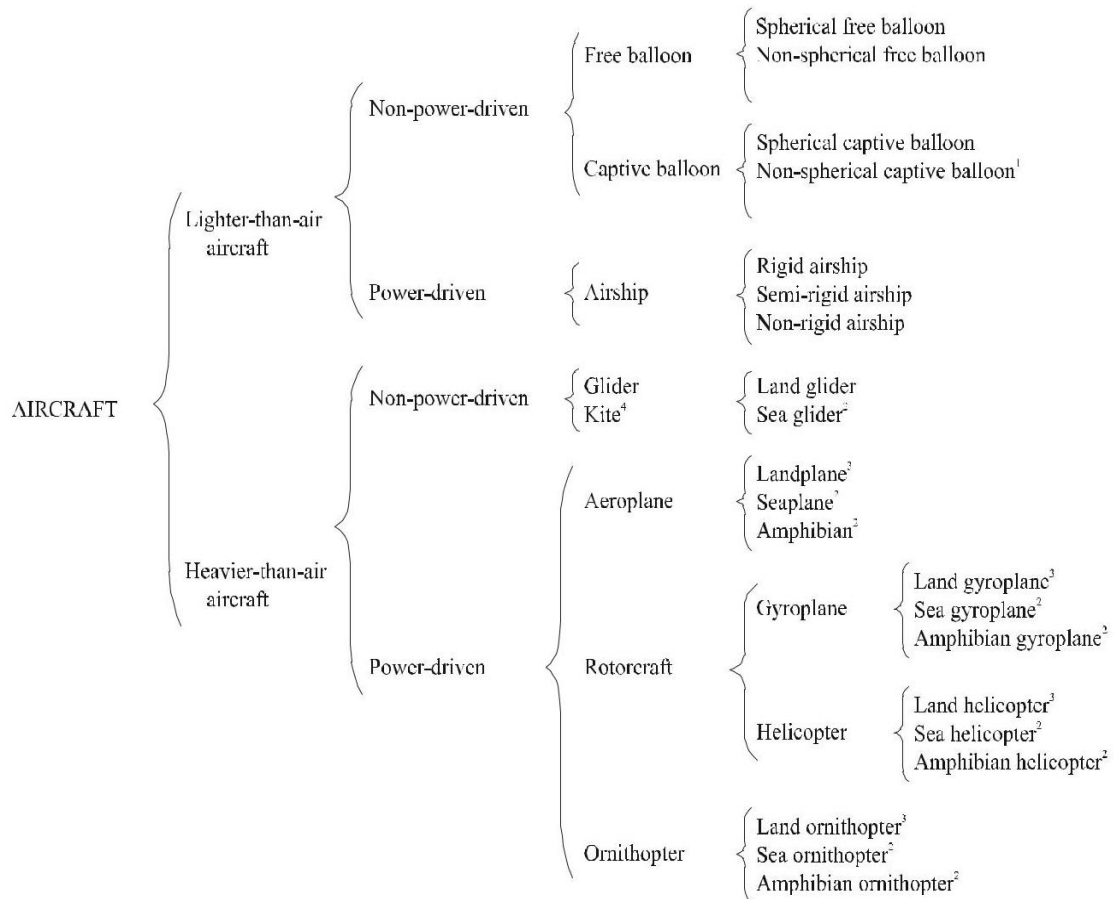 AIRCRAFT
Lighter-than-air
aircraft
Non-power-driven
Free balloon
Spherical free balloon
Non-spherical free balloon
Captive balloon
Spherical captive balloon
Non-spherical captive balloon¹
Power-driven
Airship
Rigid airship
Semi-rigid airship
Non-rigid airship
Heavier-than-air
aircraft
Non-power-driven
Glider
Kite⁴
Land glider
Sea glider²
Power-driven
Aeroplane
Landplane³
Seaplane²
Amphibian²
Rotorcraft
Gyroplane
Land gyroplane³
Sea gyroplane²
Amphibian gyroplane²
Helicopter
Land helicopter³
Sea helicopter²
Amphibian helicopter²
Ornithopter
Land ornithopter³
Sea ornithopter²
Amphibian ornithopter²